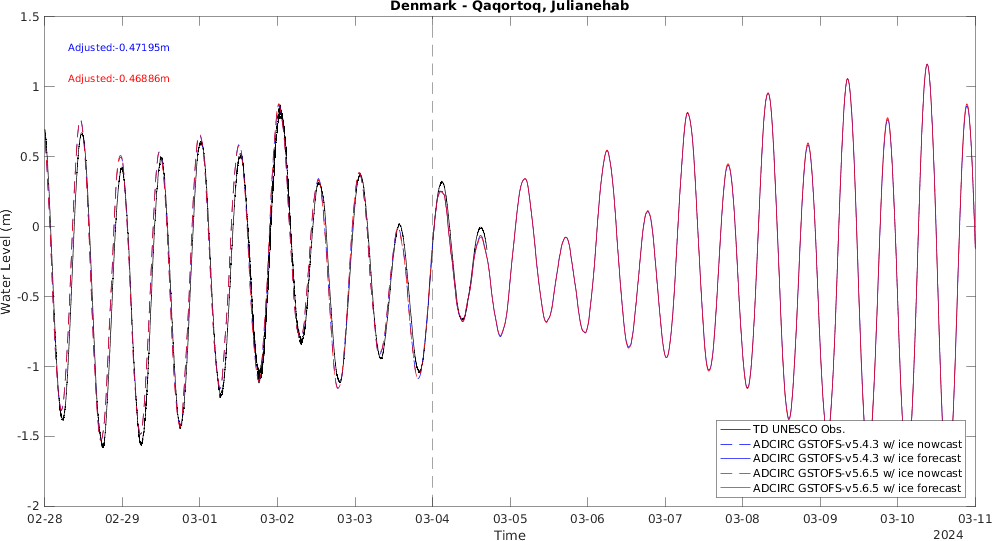 Denmark - Qaqortoq, Julianehab
Adjusted:-0.47195m
Adjusted:-0.46886m
Water Level (m)
1.5
1
0.5
0
-0.5
-1
-1.5
-2
TD UNESCO Obs.
ADCIRC GSTOFS-v5.4.3 w/ ice nowcast
ADCIRC GSTOFS-v5.4.3 w/ ice forecast
ADCIRC GSTOFS-v5.6.5 w/ ice nowcast
ADCIRC GSTOFS-v5.6.5 w/ ice forecast
02-28 02-29 03-01 03-02 03-03 03-04 03-05 03-06 03-07 03-08 03-09 03-10 03-11
Time
2024